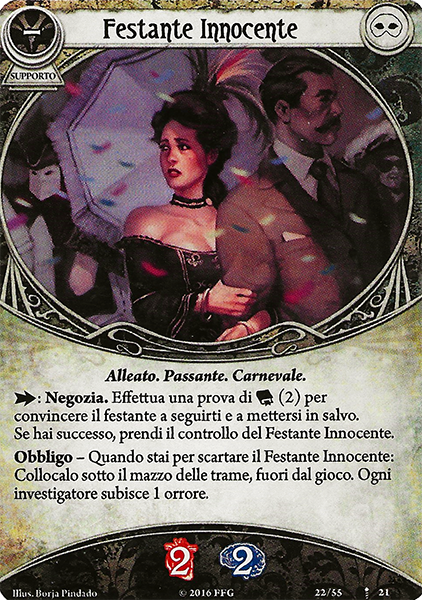 Festante Innocente
SUPPORTO
Alleato. Passante. Carnevale.
: Negozia. Effettua una prova di (2) per
convincere il festante a seguirti e a mettersi in salvo.
Se hai successo, prendi il controllo del Festante Innocente.
Obbligo – Quando stai per scartare il Festante Innocente:
Collocalo sotto il mazzo delle trame, fuori dal gioco. Ogni
investigatore subisce 1 orrore.
2 2
Illus. Borja Pindado © 2016 FFG 22/55 21